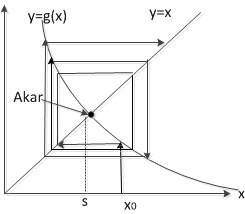 y=g(x) y=x
Akar
s x₀ x